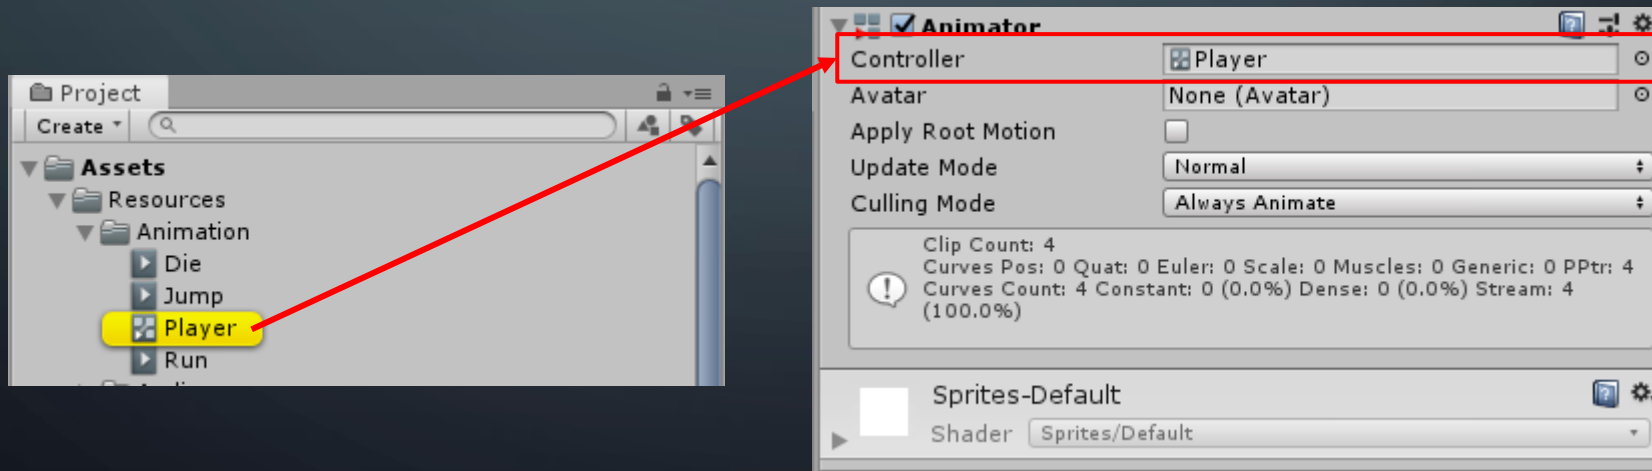 Project
Create
Assets
Resources
Animation
Die
Jump
Player
Run
Animator
Controller Player
Avatar None (Avatar)
Apply Root Motion
Update Mode Normal
Culling Mode Always Animate
Clip Count: 4
Curves Pos: 0 Quat: 0 Euler: 0 Scale: 0 Muscles: 0 Generic: 0 PPtr: 4
Curves Count: 4 Constant: 0 (0.0%) Dense: 0 (0.0%) Stream: 4
(100.0%)
Sprites-Default
Shader Sprites/Default